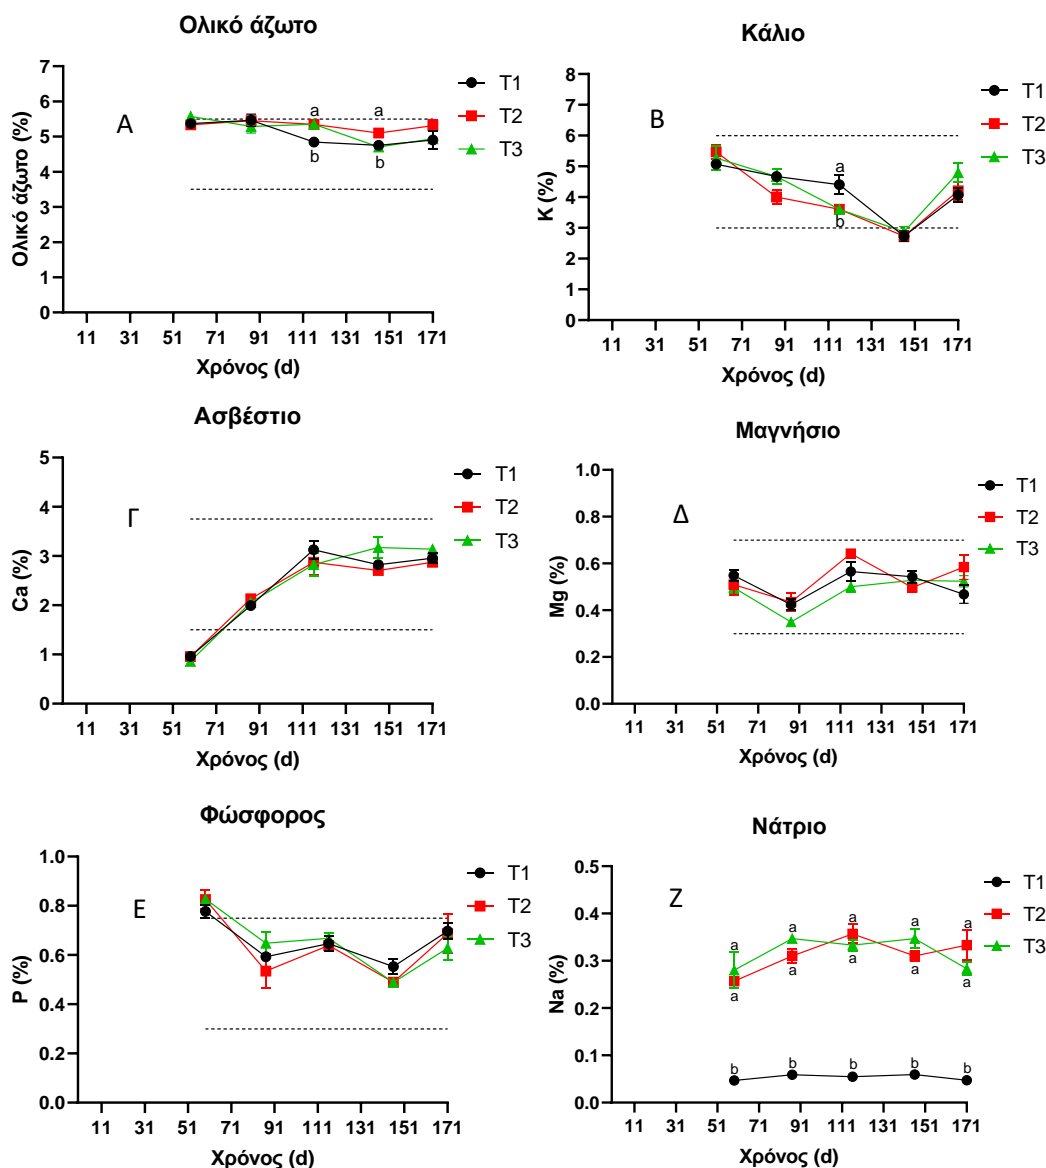 Ολικό άζωτο
Ολικό άζωτο (%)
7
6
5
4
3
2
1
0
A
a a
b b
T1
T2
T3
11 31 51 71 91 111 131 151 171
Χρόνος (d)
Κάλιο
K (%)
8
7
6
5
4
3
2
1
0
B
a
b
T1
T2
T3
11 31 51 71 91 111 131 151 171
Χρόνος (d)
Ασβέστιο
Ca (%)
5
4
3
2
1
0
Γ
T1
T2
T3
11 31 51 71 91 111 131 151 171
Χρόνος (d)
Μαγνήσιο
Mg (%)
1.0
0.8
0.6
0.4
0.2
0.0
Δ
T1
T2
T3
11 31 51 71 91 111 131 151 171
Χρόνος (d)
Φώσφορος
P (%)
1.0
0.8
0.6
0.4
0.2
0.0
E
T1
T2
T3
11 31 51 71 91 111 131 151 171
Χρόνος (d)
Νάτριο
Na (%)
0.5
0.4
0.3
0.2
0.1
0.0
Z
a a a a a
a a a a a
b b b b b
T1
T2
T3
11 31 51 71 91 111 131 151 171
Χρόνος (d)